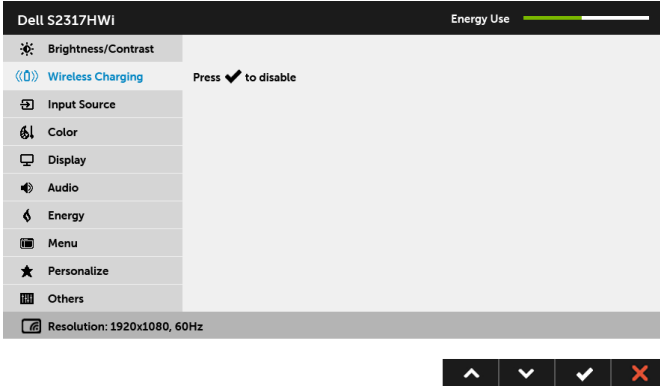 Dell S2317HWi
Energy Use
Brightness/Contrast
Wireless Charging
Press ✔ to disable
Input Source
Color
Display
Audio
Energy
Menu
Personalize
Others
Resolution: 1920x1080, 60Hz